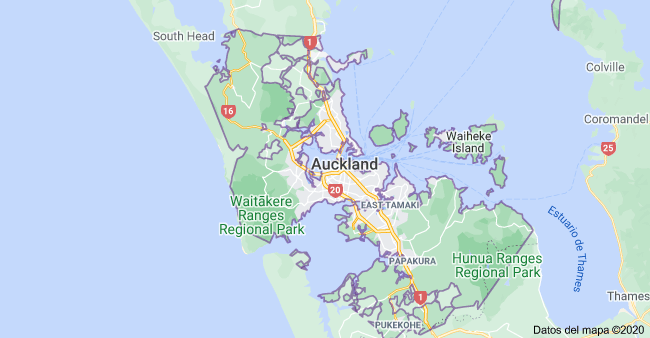 South Head
1
Colville
16
Coromandel
Waiheke
Island
25
Auckland
20
Waitākere
Ranges
Regional Park
EAST TAMAKI
Estuario de Thames
PAPAKURA
Hunua Ranges
Regional Park
1
Thames
PUKEKOHE
Datos del mapa ©2020